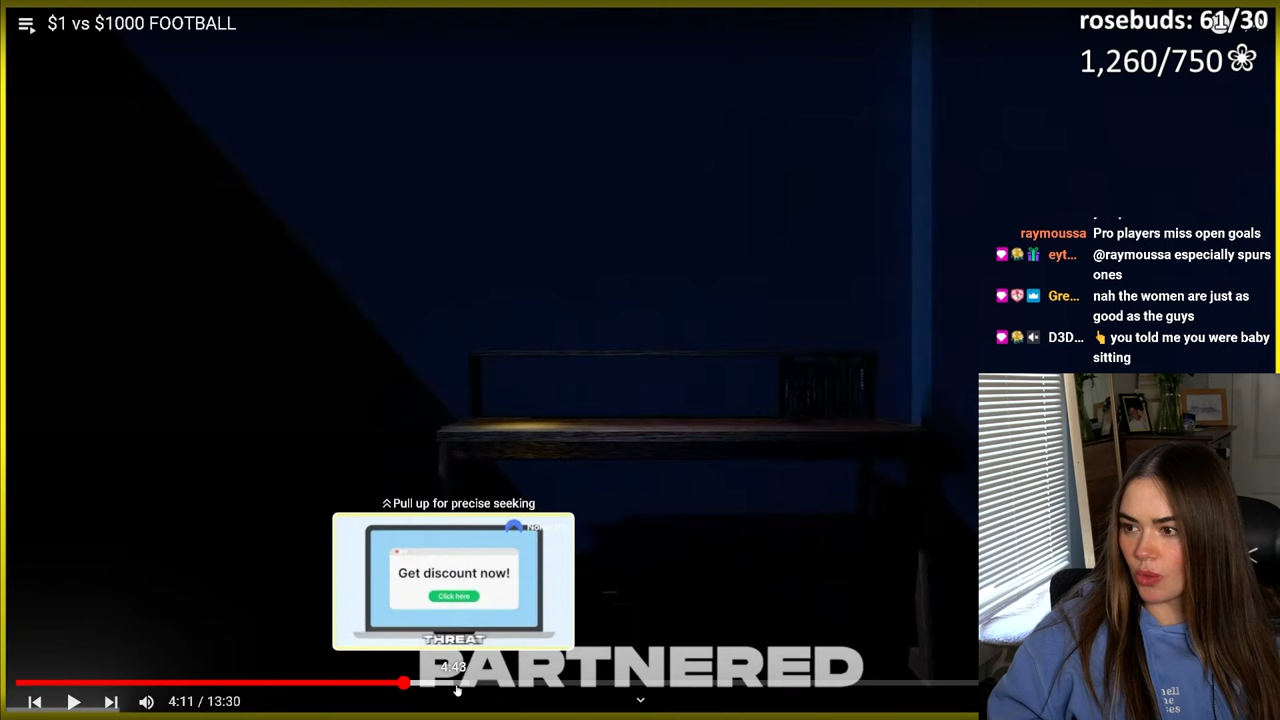 $1 vs $1000 FOOTBALL
rosebuds: 61/30
1,260/750
raymoussa Pro players miss open goals
eyt... @raymoussa especially spurs
ones
Gre... nah the women are just as
good as the guys
D3D... 👆 you told me you were baby
sitting
Pull up for precise seeking
Get discount now!
Click here
THREAT
4:43
PARTNERED
4:11 / 13:30